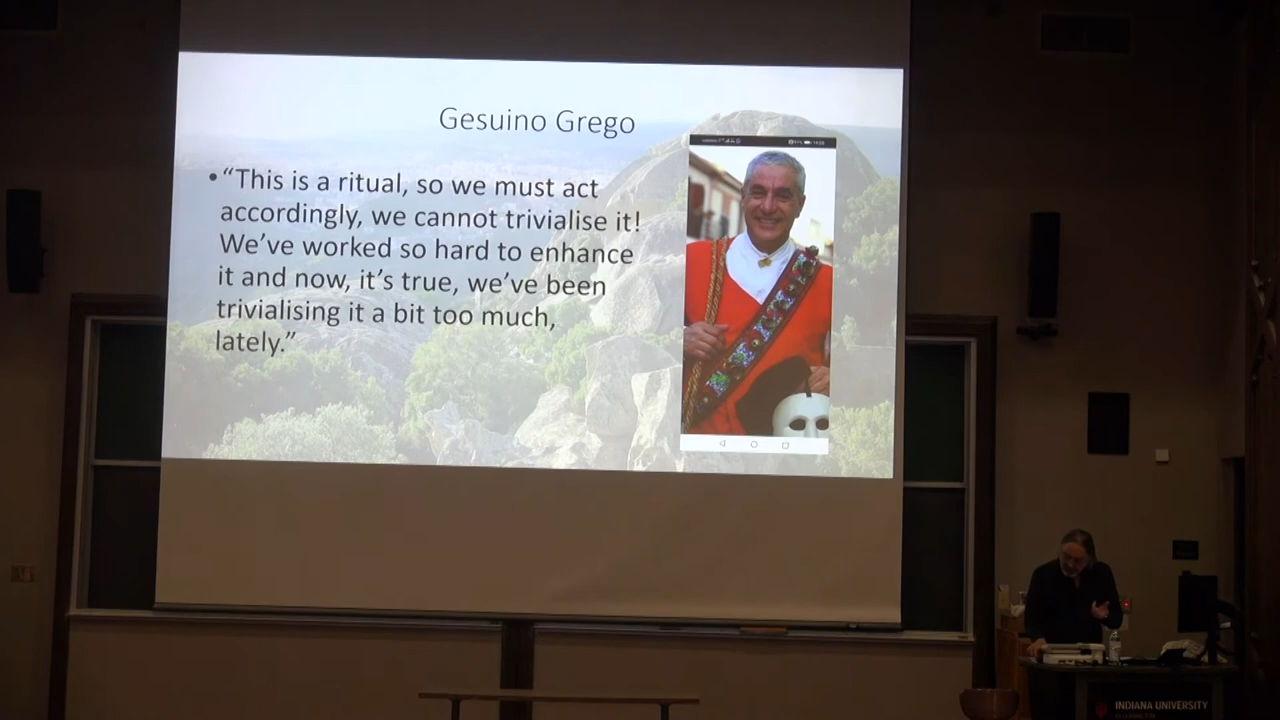 Gesuino Grego
• “This is a ritual, so we must act
accordingly, we cannot trivialise it!
We’ve worked so hard to enhance
it and now, it’s true, we’ve been
trivialising it a bit too much,
lately.”
INDIANA UNIVERSITY